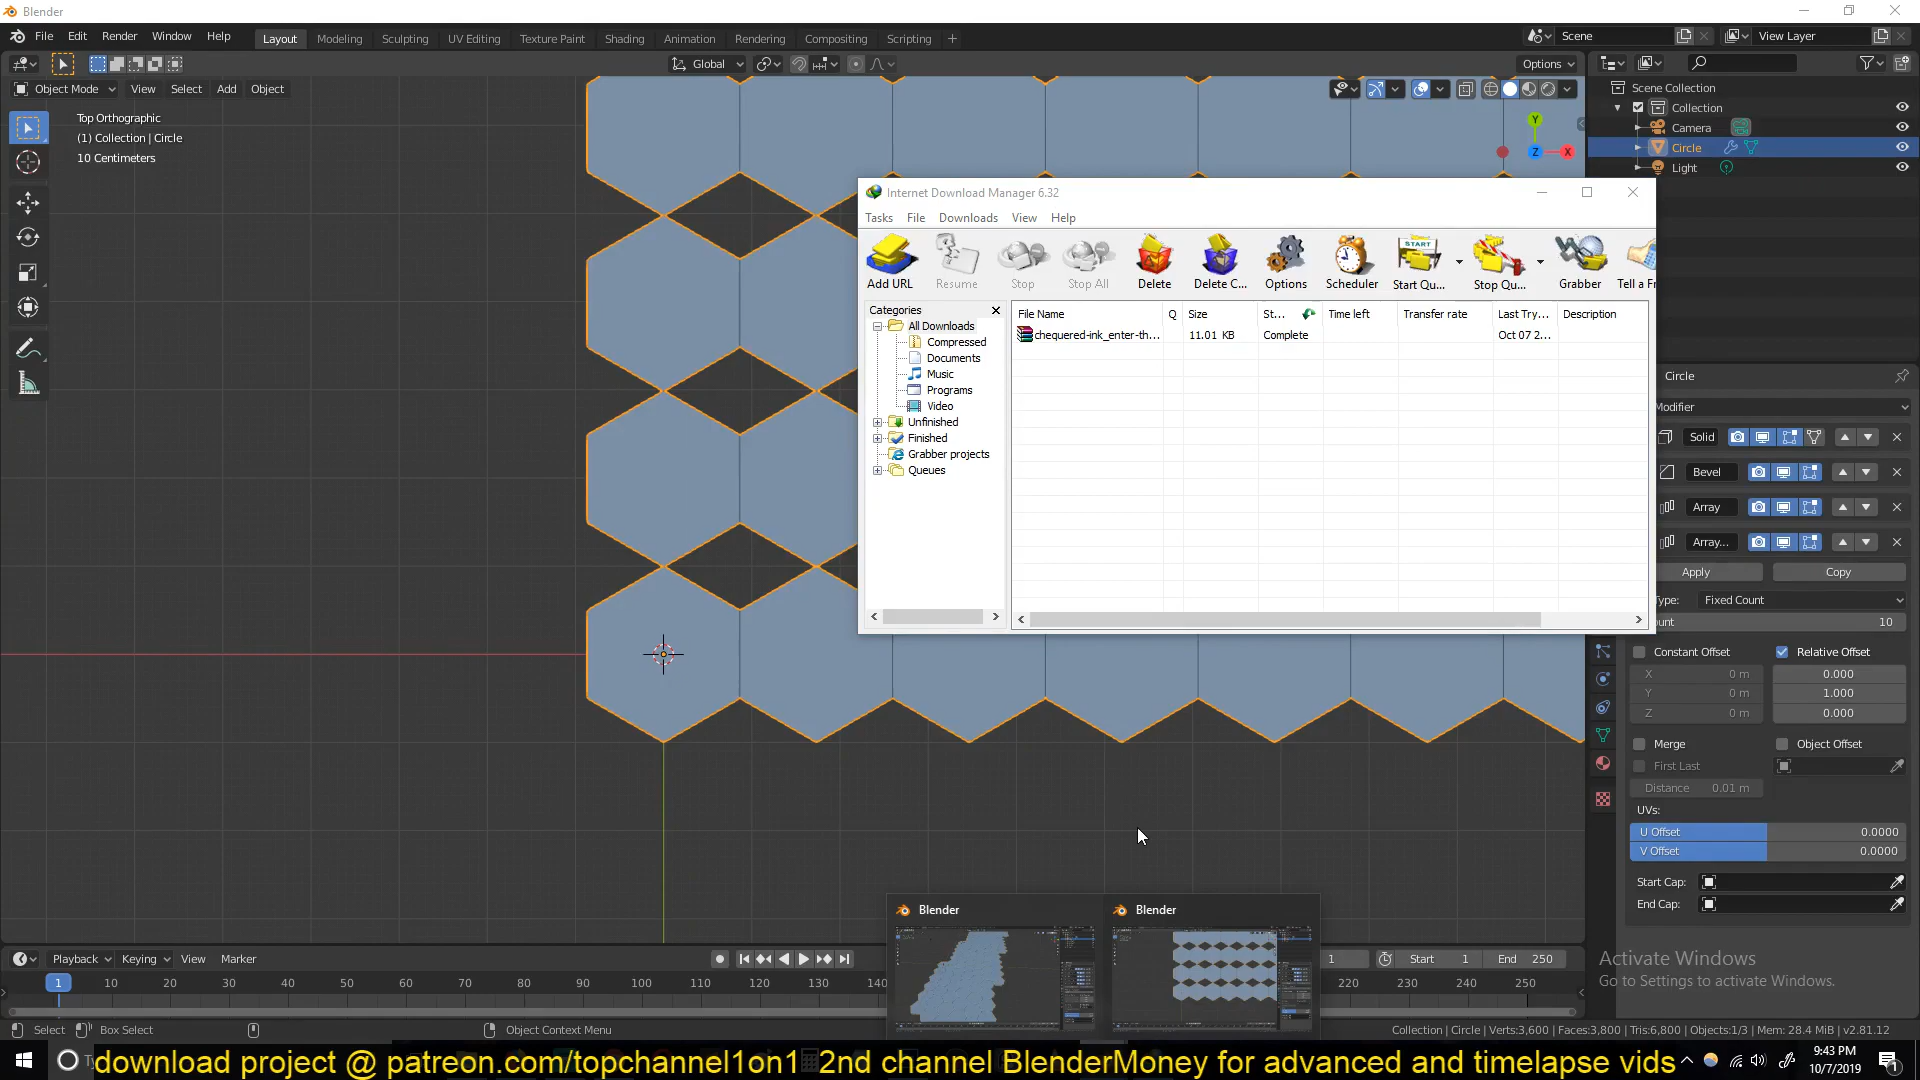 Blender
File Edit Render Window Help Layout Modeling Sculpting UV Editing Texture Paint Shading Animation Rendering Compositing Scripting + Scene View Layer
Global Options
Object Mode View Select Add Object
Top Orthographic
(1) Collection | Circle
10 Centimeters
Y
Z
X
Scene Collection
Collection
Camera
Circle
Light
Internet Download Manager 6.32
Tasks File Downloads View Help
Add URL Resume Stop Stop All Delete Delete C... Options Scheduler Start Qu... Stop Qu... Grabber Tell a Fr
Categories
All Downloads
Compressed
Documents
Music
Programs
Video
Unfinished
Finished
Grabber projects
Queues
File Name Q Size St... Time left Transfer rate Last Try... Description
chequered-ink_enter-th... 11.01 KB Complete Oct 07 2...
Circle
Modifier
Solid
Bevel
Array
Array...
Apply Copy
Type: Fixed Count
ount 10
Constant Offset Relative Offset
X 0 m 0.000
Y 0 m 1.000
Z 0 m 0.000
Merge Object Offset
First Last
Distance 0.01 m
UVs:
U Offset 0.0000
V Offset 0.0000
Start Cap:
End Cap:
Blender Blender
Playback Keying View Marker 1 Start 1 End 250
1 10 20 30 40 50 60 70 80 90 100 110 120 130 140 220 230 240 250
Activate Windows
Go to Settings to activate Windows.
Select Box Select Object Context Menu Collection | Circle | Verts:3,600 | Faces:3,800 | Tris:6,800 | Objects:1/3 | Mem: 28.4 MiB | v2.81.12
download project @ patreon.com/topchannel1on1 2nd channel BlenderMoney for advanced and timelapse vids
9:43 PM
10/7/2019
1